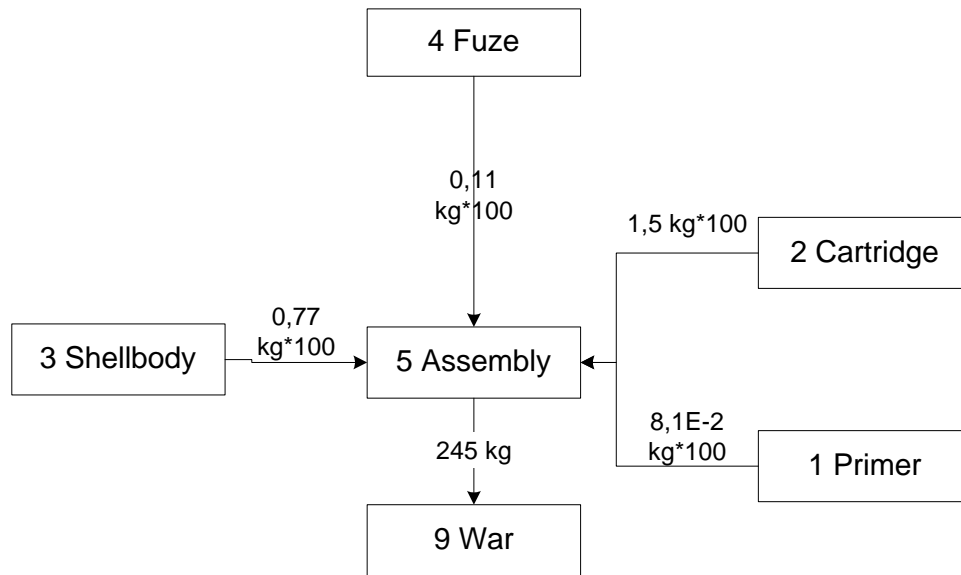 4 Fuze
0,11
kg*100
1,5 kg*100
2 Cartridge
0,77
kg*100
3 Shellbody
5 Assembly
8,1E-2
kg*100
245 kg
1 Primer
9 War